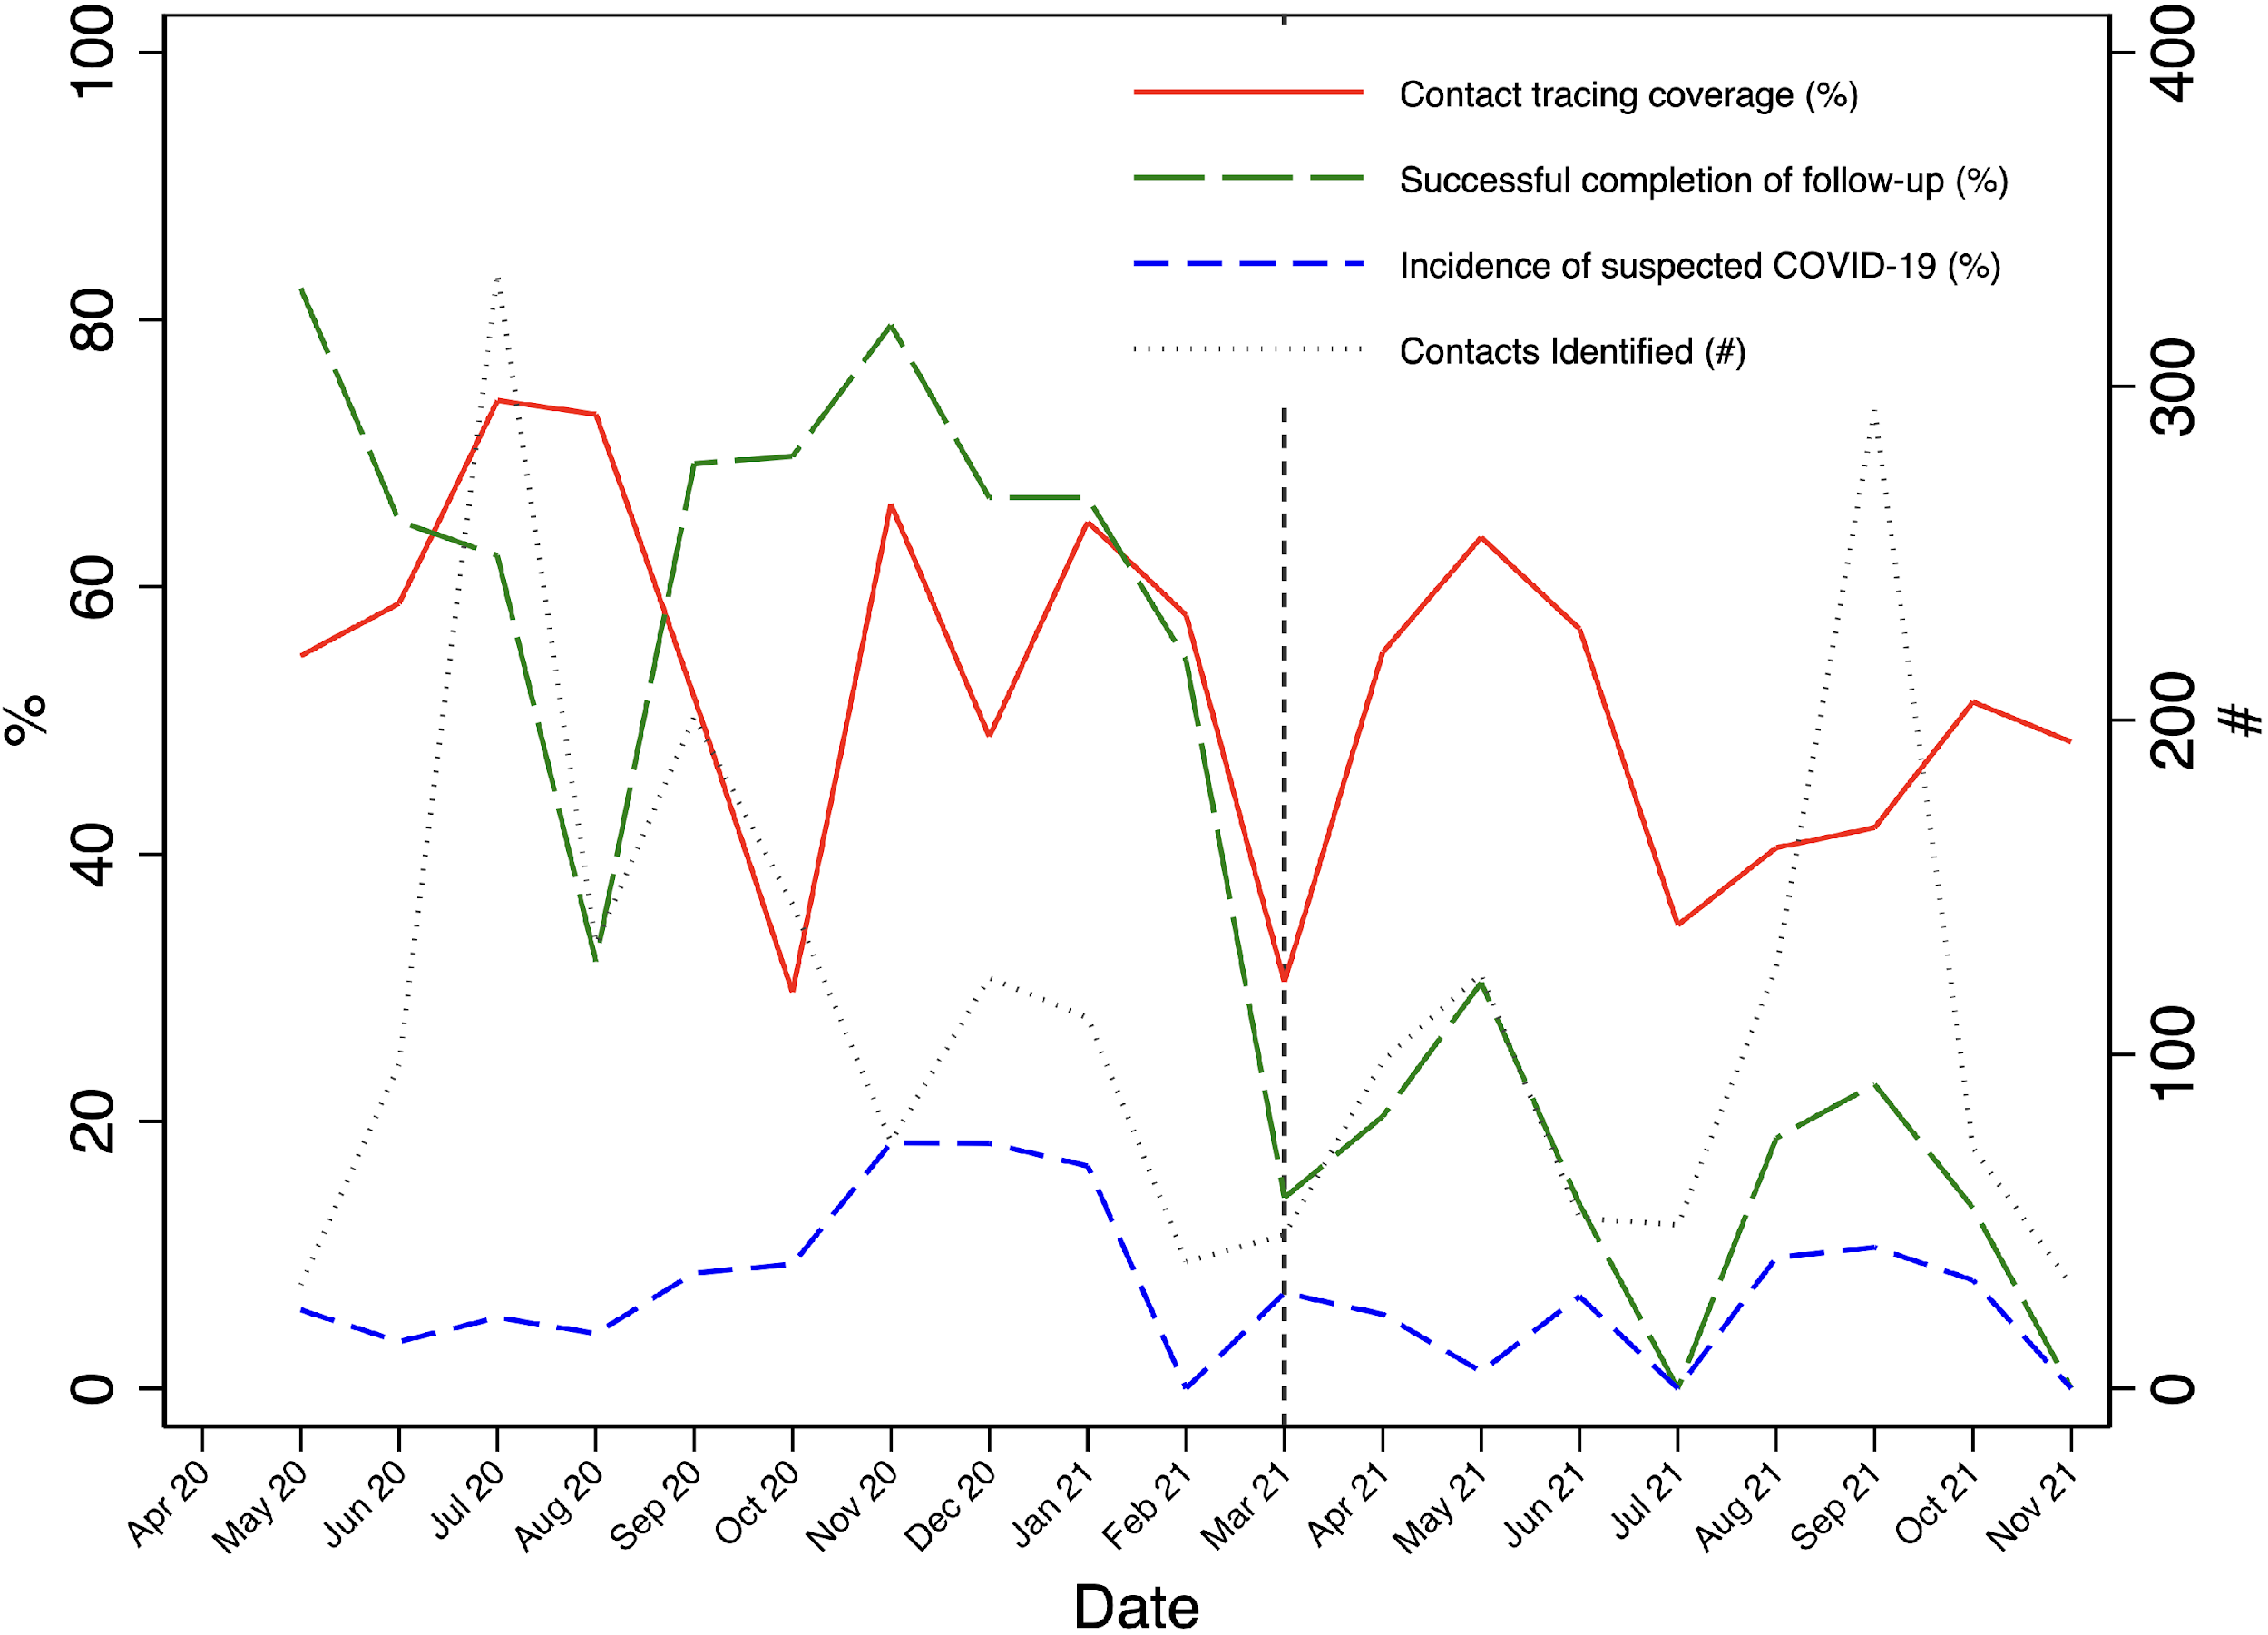 Contact tracing coverage (%)
Successful completion of follow-up (%)
Incidence of suspected COVID-19 (%)
Contacts Identified (#)
%
100
80
60
40
20
0
#
400
300
200
100
0
Apr 20
May 20
Jun 20
Jul 20
Aug 20
Sep 20
Oct 20
Nov 20
Dec 20
Jan 21
Feb 21
Mar 21
Apr 21
May 21
Jun 21
Jul 21
Aug 21
Sep 21
Oct 21
Nov 21
Date